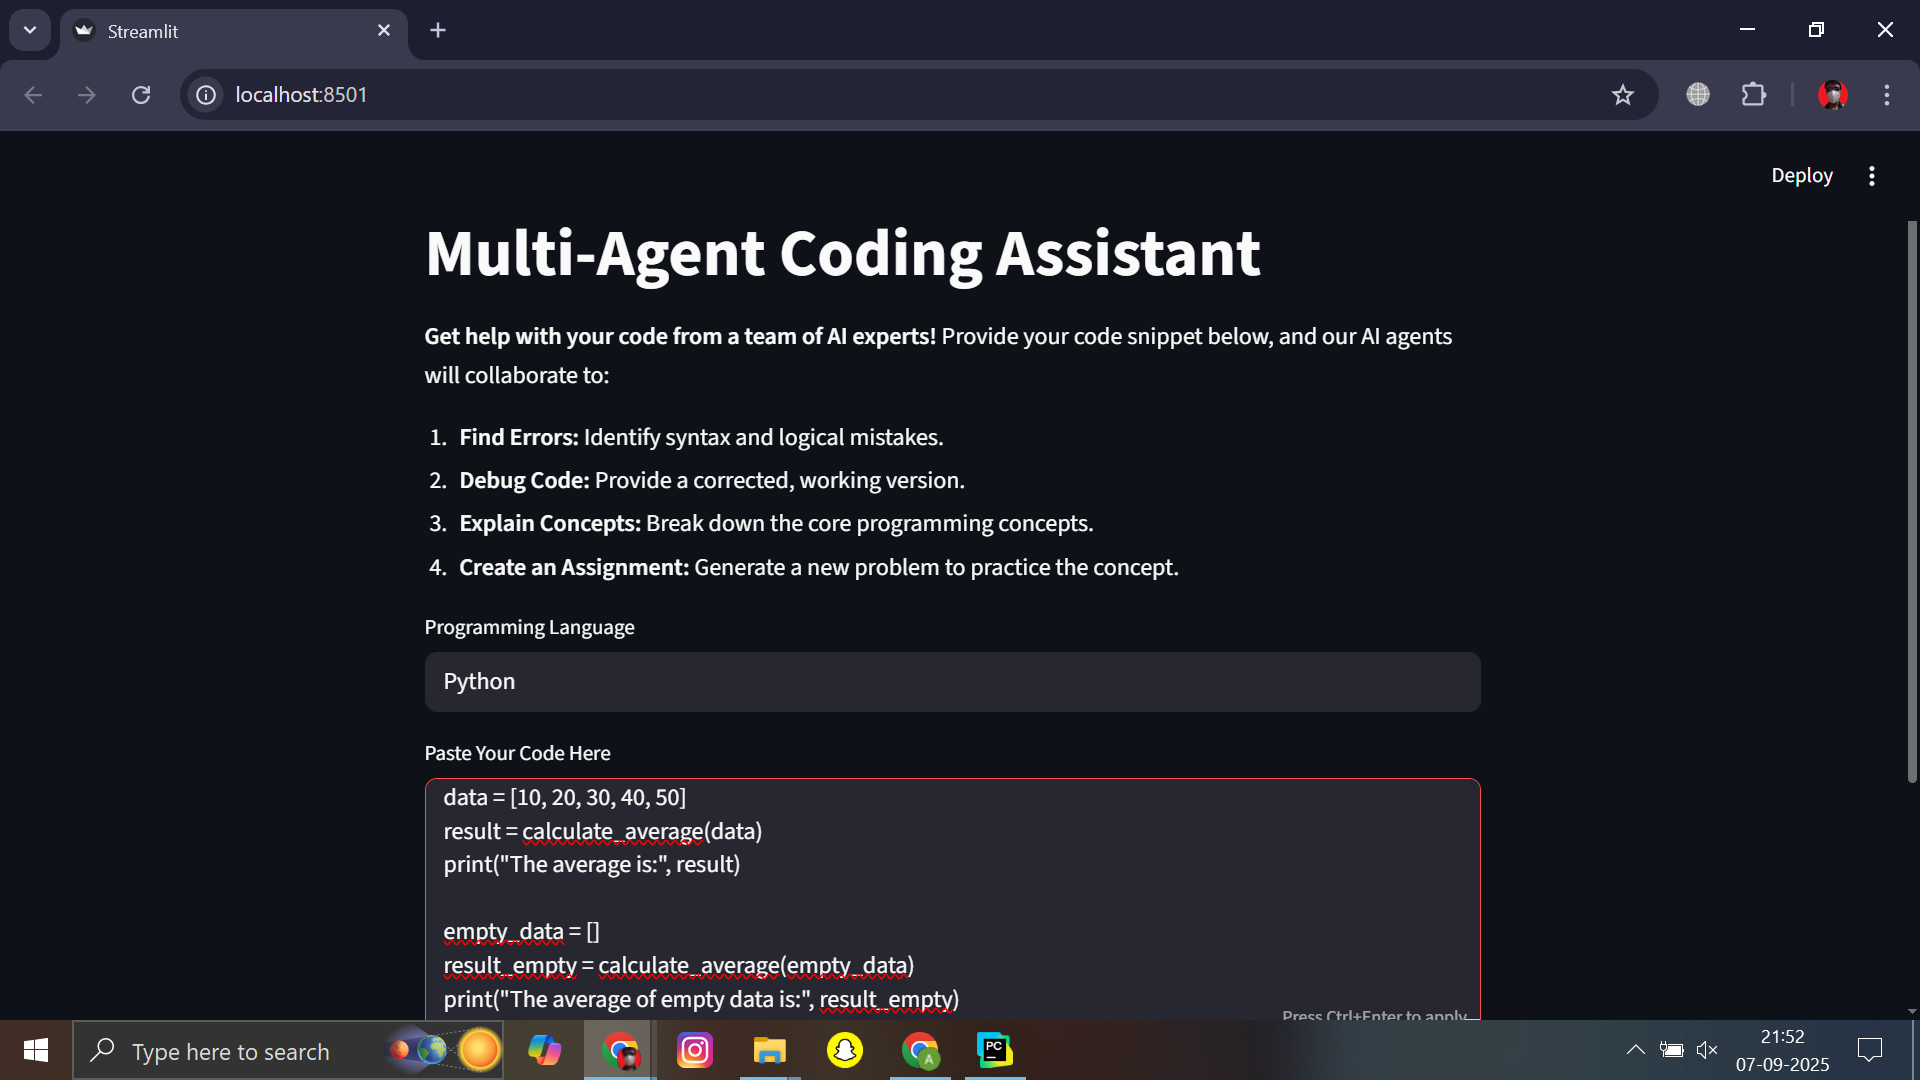 Streamlit
localhost:8501
Deploy
Multi-Agent Coding Assistant
Get help with your code from a team of AI experts! Provide your code snippet below, and our AI agents
will collaborate to:
1. Find Errors: Identify syntax and logical mistakes.
2. Debug Code: Provide a corrected, working version.
3. Explain Concepts: Break down the core programming concepts.
4. Create an Assignment: Generate a new problem to practice the concept.
Programming Language
Python
Paste Your Code Here
data = [10, 20, 30, 40, 50]
result = calculate_average(data)
print("The average is:", result)
empty_data = []
result_empty = calculate_average(empty_data)
print("The average of empty data is:", result_empty)
Press Ctrl+Enter to apply
Type here to search
A
PC
21:52
07-09-2025